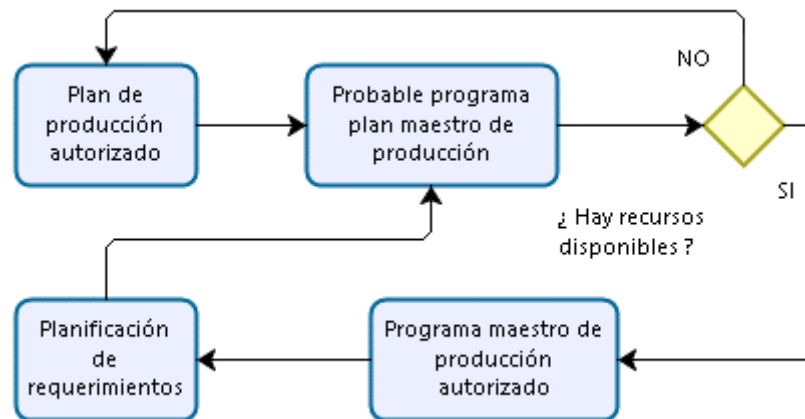 Plan de
producción
autorizado
Probable programa
plan maestro de
producción
NO
SI
¿ Hay recursos
disponibles ?
Planificación
de
requerimientos
Programa maestro de
producción
autorizado